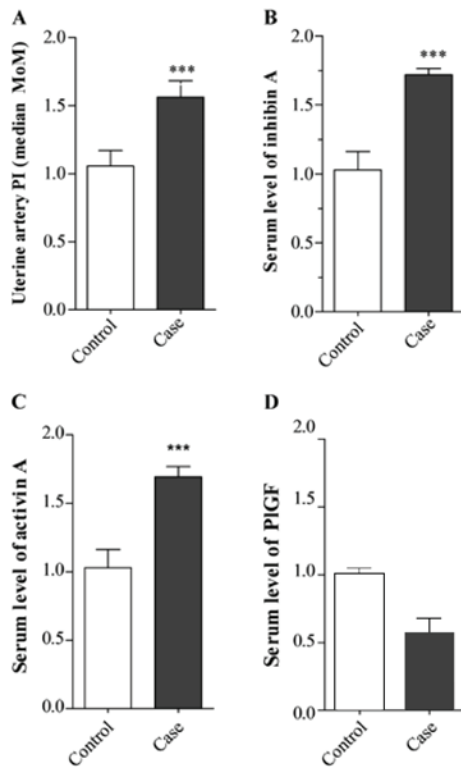 A
Uterine artery PI (median MoM)
2.0
1.5
1.0
0.5
0.0
***
Control
Case
B
Serum level of inhibin A
2.0
1.5
1.0
0.5
0.0
***
Control
Case
C
Serum level of activin A
2.0
1.5
1.0
0.5
0.0
***
Control
Case
D
Serum level of PlGF
2.0
1.5
1.0
0.5
0.0
Control
Case